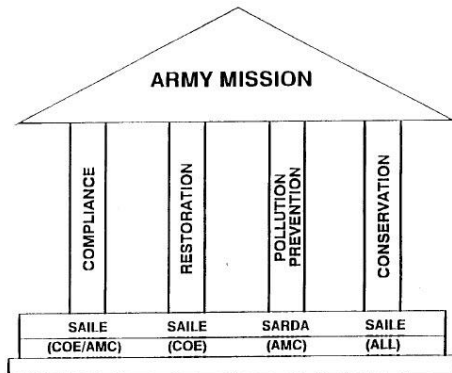 ARMY MISSION
COMPLIANCE
RESTORATION
POLLUTION
PREVENTION
CONSERVATION
SAILE SAILE SARDA SAILE
(COE/AMC) (COE) (AMC) (ALL)